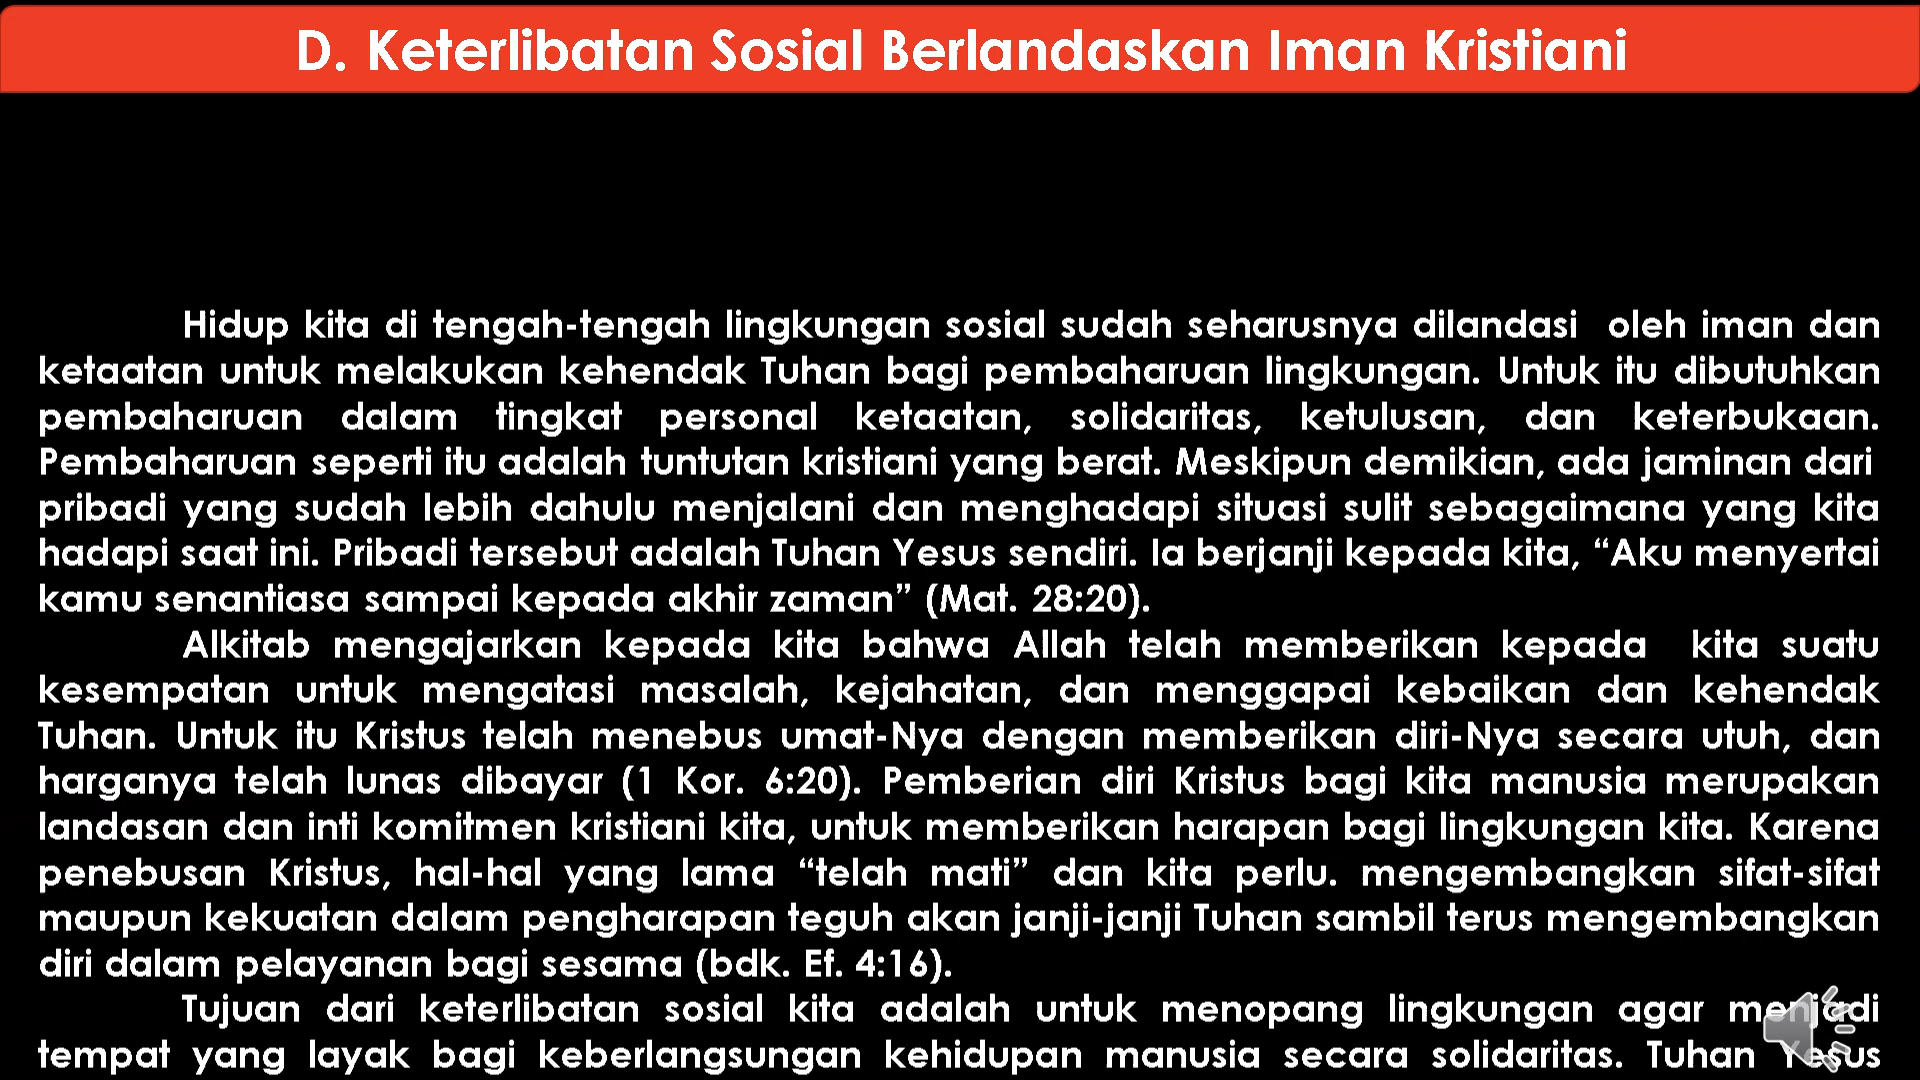 D. Keterlibatan Sosial Berlandaskan Iman Kristiani
Hidup kita di tengah-tengah lingkungan sosial sudah seharusnya dilandasi oleh iman dan
ketaatan untuk melakukan kehendak Tuhan bagi pembaharuan lingkungan. Untuk itu dibutuhkan
pembaharuan dalam tingkat personal ketaatan, solidaritas, ketulusan, dan keterbukaan.
Pembaharuan seperti itu adalah tuntutan kristiani yang berat. Meskipun demikian, ada jaminan dari
pribadi yang sudah lebih dahulu menjalani dan menghadapi situasi sulit sebagaimana yang kita
hadapi saat ini. Pribadi tersebut adalah Tuhan Yesus sendiri. Ia berjanji kepada kita, “Aku menyertai
kamu senantiasa sampai kepada akhir zaman” (Mat. 28:20).
Alkitab mengajarkan kepada kita bahwa Allah telah memberikan kepada kita suatu
kesempatan untuk mengatasi masalah, kejahatan, dan menggapai kebaikan dan kehendak
Tuhan. Untuk itu Kristus telah menebus umat-Nya dengan memberikan diri-Nya secara utuh, dan
harganya telah lunas dibayar (1 Kor. 6:20). Pemberian diri Kristus bagi kita manusia merupakan
landasan dan inti komitmen kristiani kita, untuk memberikan harapan bagi lingkungan kita. Karena
penebusan Kristus, hal-hal yang lama “telah mati” dan kita perlu. mengembangkan sifat-sifat
maupun kekuatan dalam pengharapan teguh akan janji-janji Tuhan sambil terus mengembangkan
diri dalam pelayanan bagi sesama (bdk. Ef. 4:16).
Tujuan dari keterlibatan sosial kita adalah untuk menopang lingkungan agar menjadi
tempat yang layak bagi keberlangsungan kehidupan manusia secara solidaritas. Tuhan Yesus